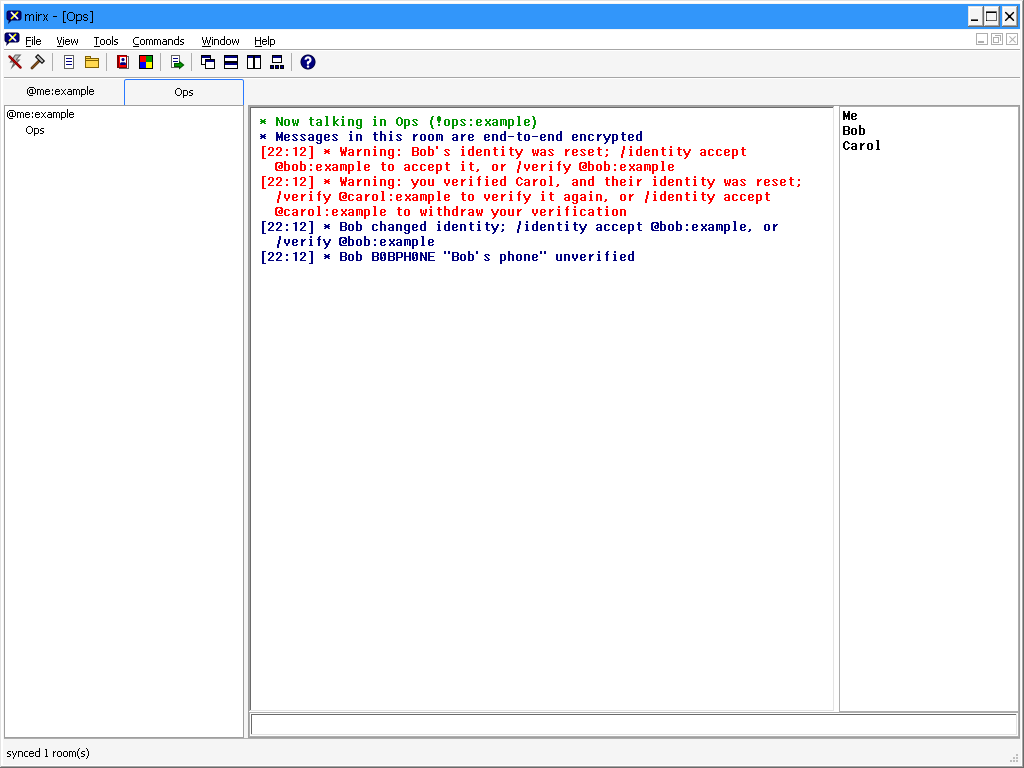 mirx - [Ops]
File View Tools Commands Window Help
@me:example Ops
@me:example
Ops
* Now talking in Ops (!ops:example)
* Messages in this room are end-to-end encrypted
[22:12] * Warning: Bob's identity was reset; /identity accept
@bob:example to accept it, or /verify @bob:example
[22:12] * Warning: you verified Carol, and their identity was reset;
/verify @carol:example to verify it again, or /identity accept
@carol:example to withdraw your verification
[22:12] * Bob changed identity; /identity accept @bob:example, or
/verify @bob:example
[22:12] * Bob B0BPH0NE "Bob's phone" unverified
Me
Bob
Carol
synced 1 room(s)